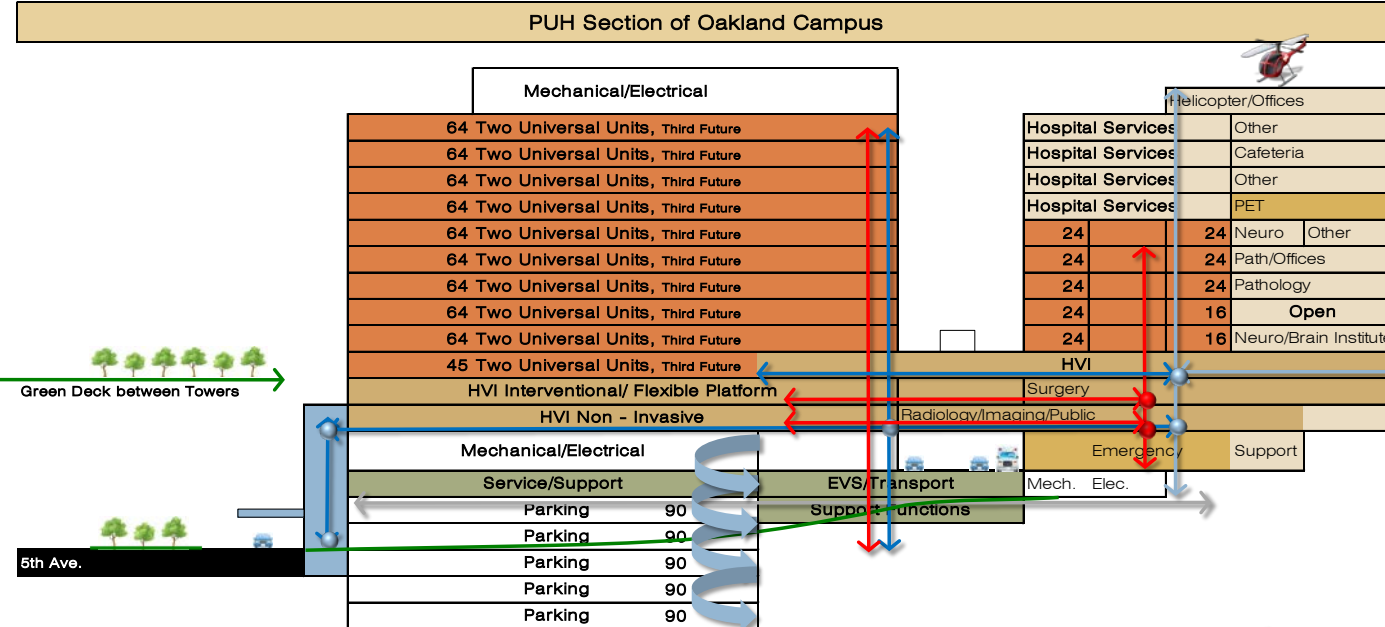 PUH Section of Oakland Campus
Mechanical/Electrical
Helicopter/Offices
64 Two Universal Units, Third Future Hospital Services Other
64 Two Universal Units, Third Future Hospital Services Cafeteria
64 Two Universal Units, Third Future Hospital Services Other
64 Two Universal Units, Third Future Hospital Services PET
64 Two Universal Units, Third Future 24 24 Neuro Other
64 Two Universal Units, Third Future 24 24 Path/Offices
64 Two Universal Units, Third Future 24 24 Pathology
64 Two Universal Units, Third Future 24 16 Open
64 Two Universal Units, Third Future 24 16 Neuro/Brain Institute
45 Two Universal Units, Third Future HVI
Green Deck between Towers HVI Interventional/ Flexible Platform Surgery
HVI Non - Invasive Radiology/Imaging/Public
Mechanical/Electrical Emergency Support
Service/Support EVS/Transport Mech. Elec.
Parking 90 Support Functions
Parking 90
5th Ave. Parking 90
Parking 90
Parking 90